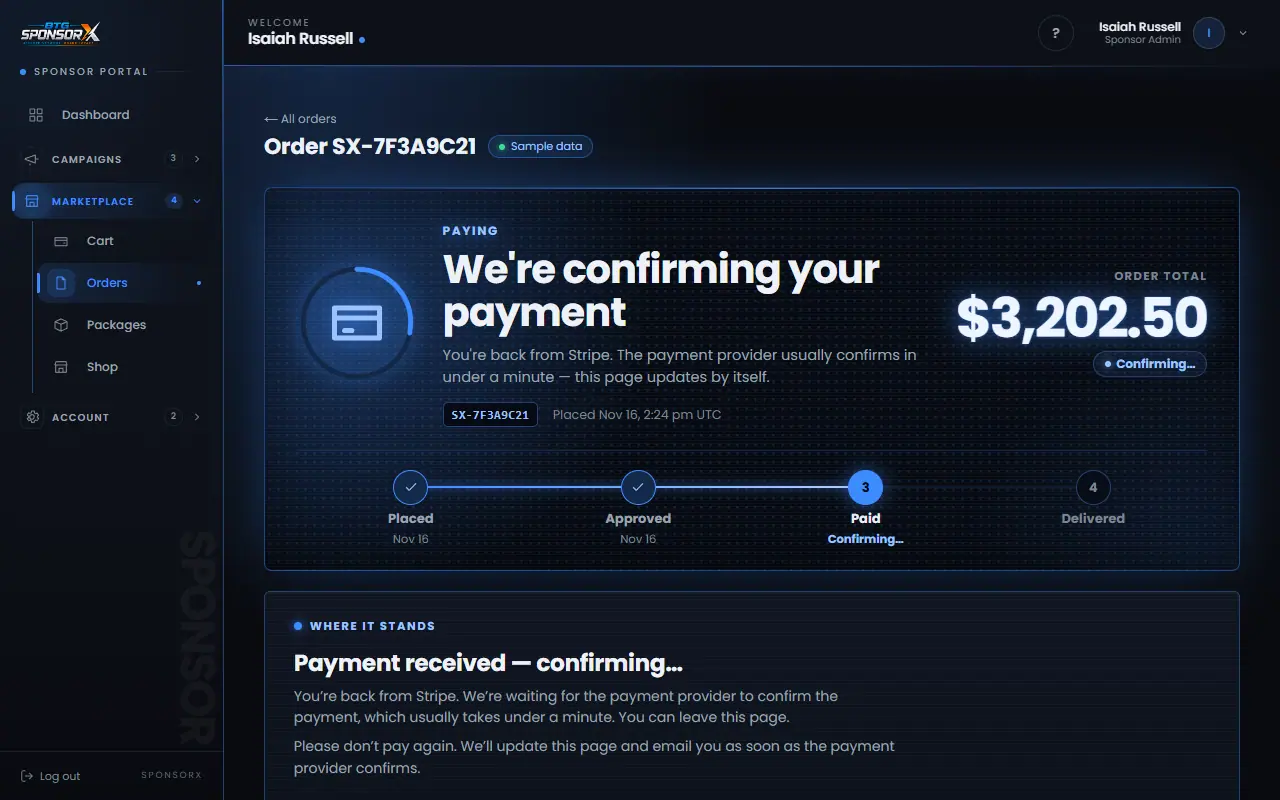 BTG
SPONSORX
SPONSOR PORTAL
Dashboard
CAMPAIGNS 3
MARKETPLACE 4
Cart
Orders
Packages
Shop
ACCOUNT 2
SPONSOR
Log out
SPONSORX
WELCOME
Isaiah Russell
?
Isaiah Russell
Sponsor Admin
I
← All orders
Order SX-7F3A9C21
Sample data
PAYING
We're confirming your
payment
You're back from Stripe. The payment provider usually confirms in
under a minute — this page updates by itself.
SX-7F3A9C21 Placed Nov 16, 2:24 pm UTC
ORDER TOTAL
$3,202.50
Confirming…
Placed
Nov 16
Approved
Nov 16
3
Paid
Confirming…
4
Delivered
WHERE IT STANDS
Payment received — confirming…
You’re back from Stripe. We’re waiting for the payment provider to confirm the
payment, which usually takes under a minute. You can leave this page.
Please don’t pay again. We’ll update this page and email you as soon as the payment
provider confirms.